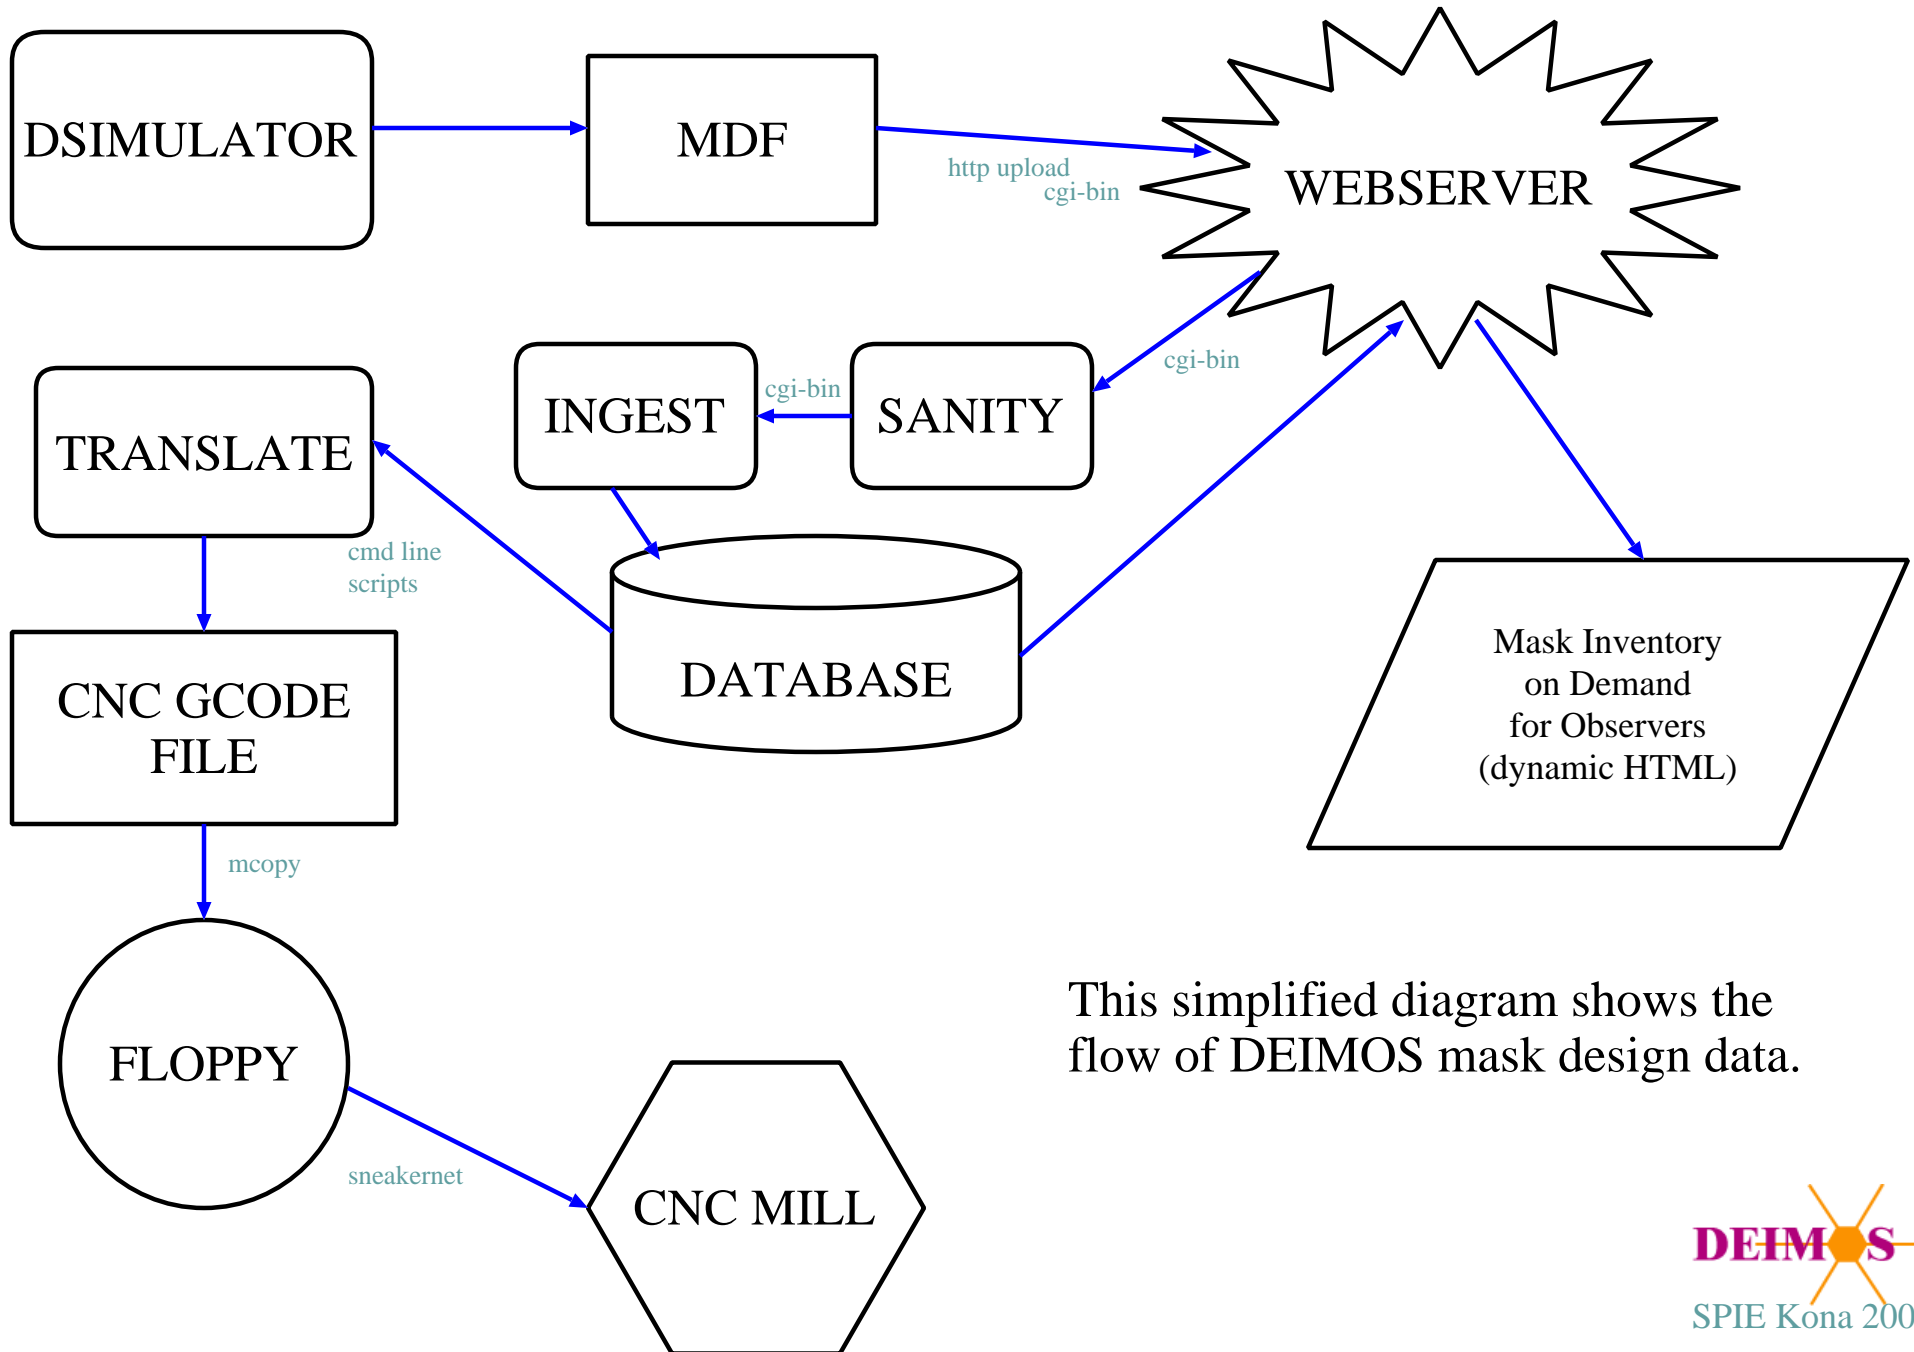 DSIMULATOR
MDF
http upload
cgi-bin
WEBSERVER
cgi-bin
INGEST
cgi-bin
SANITY
TRANSLATE
cmd line
scripts
DATABASE
CNC GCODE
FILE
Mask Inventory
on Demand
for Observers
(dynamic HTML)
mcopy
FLOPPY
sneakernet
CNC MILL
This simplified diagram shows the
flow of DEIMOS mask design data.
DEIMOS
SPIE Kona 200